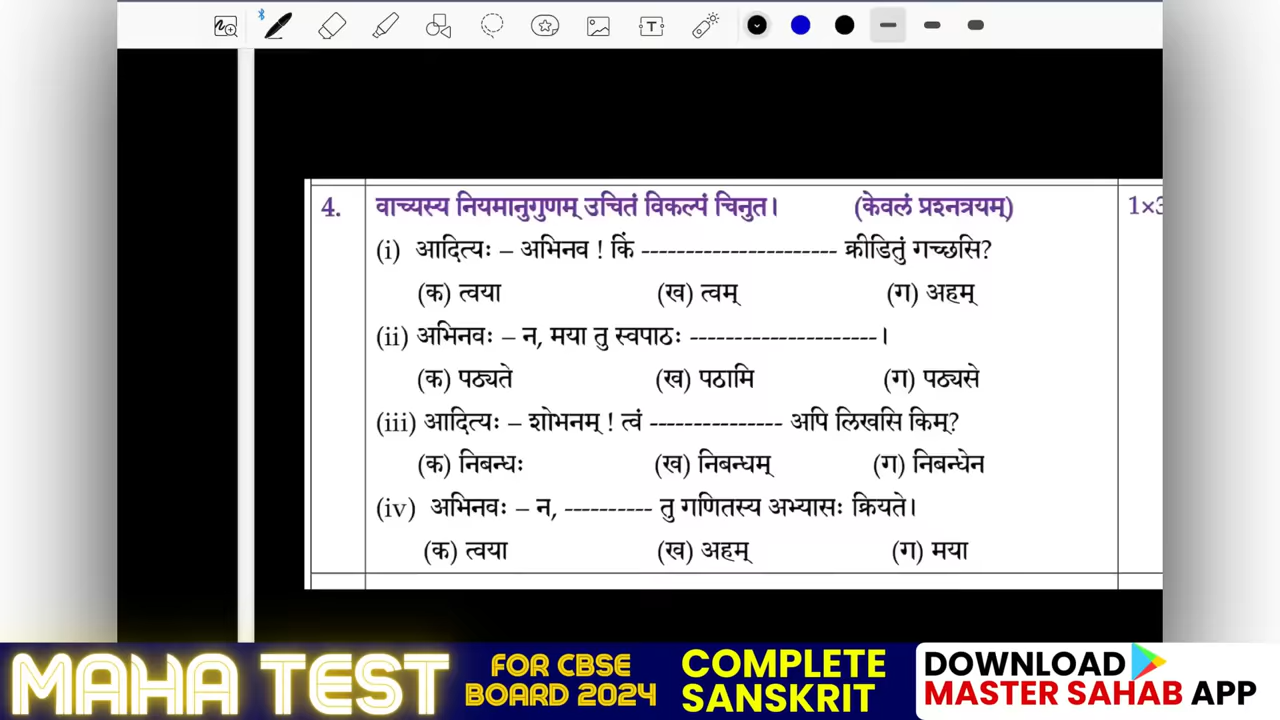 4. वाच्यस्य नियमानुगुणम् उचितं विकल्पं चिनुत। (केवलं प्रश्नत्रयम्) 1×3
(i) आदित्यः – अभिनव ! किं ---------------------- क्रीडितुं गच्छसि?
(क) त्वया (ख) त्वम् (ग) अहम्
(ii) अभिनवः – न, मया तु स्वपाठः ---------------------।
(क) पठ्यते (ख) पठामि (ग) पठ्यसे
(iii) आदित्यः – शोभनम् ! त्वं --------------- अपि लिखसि किम्?
(क) निबन्धः (ख) निबन्धम् (ग) निबन्धेन
(iv) अभिनवः – न, ---------- तु गणितस्य अभ्यासः क्रियते।
(क) त्वया (ख) अहम् (ग) मया
MAHA TEST FOR CBSE BOARD 2024 COMPLETE SANSKRIT DOWNLOAD MASTER SAHAB APP